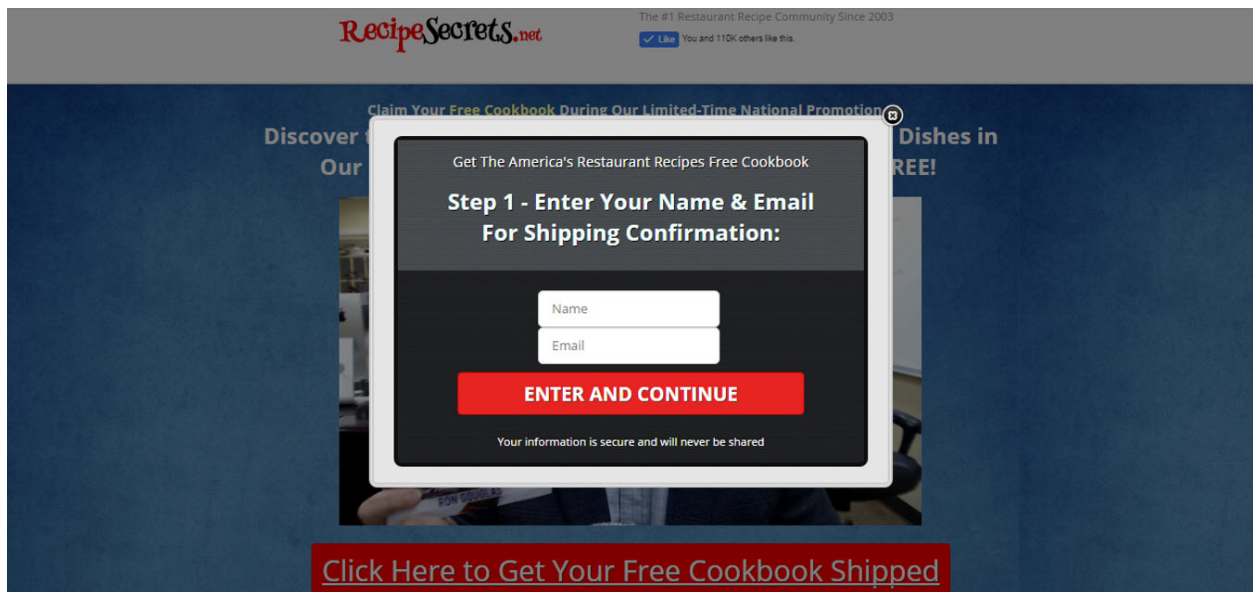 RecipeSecrets.net
The #1 Restaurant Recipe Community Since 2003
Like You and 110K others like this.
Claim Your Free Cookbook During Our Limited-Time National Promotion
Discover Dishes in
Our REE!
Get The America's Restaurant Recipes Free Cookbook
Step 1 - Enter Your Name & Email
For Shipping Confirmation:
Name
Email
ENTER AND CONTINUE
Your information is secure and will never be shared
RON DOUGLAS
Click Here to Get Your Free Cookbook Shipped